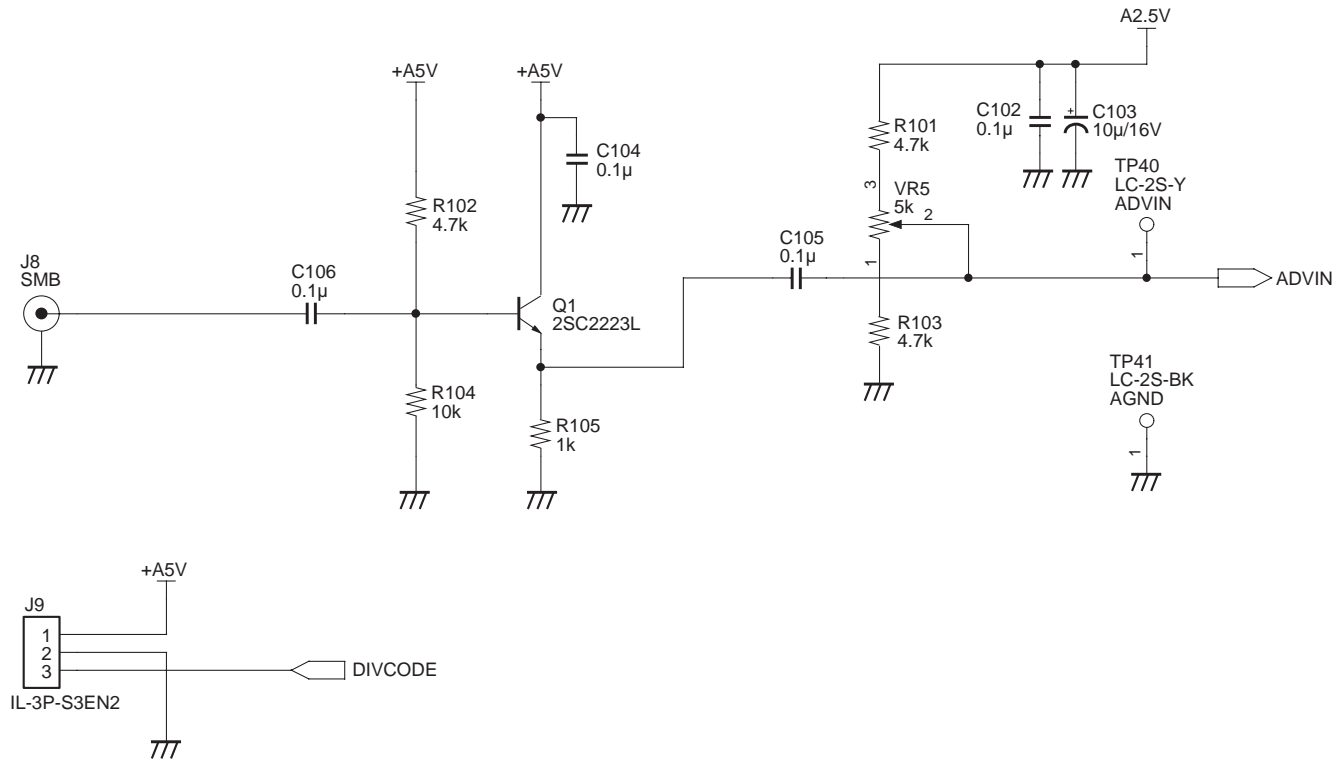 A2.5V
+A5V
+A5V
C102
0.1μ
+
C103
10μ/16V
R101
4.7k
C104
0.1μ
TP40
LC-2S-Y
ADVIN
3
VR5
5k
2
R102
4.7k
C105
0.1μ
1
1
J8
SMB
C106
0.1μ
ADVIN
Q1
2SC2223L
R103
4.7k
TP41
LC-2S-BK
AGND
R104
10k
R105
1k
1
+A5V
J9
1
2
3
DIVCODE
IL-3P-S3EN2